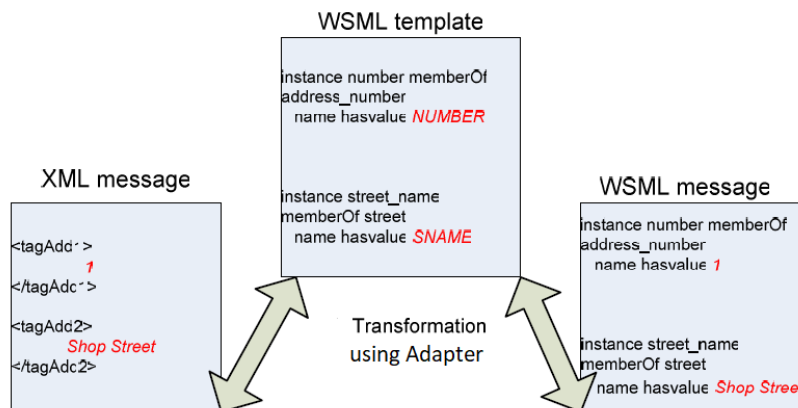 WSML template
instance number memberOf
address_number
name hasvalue NUMBER
instance street_name
memberOf street
name hasvalue SNAME
XML message
<tagAdd1>
1
</tagAdd1>
<tagAdd2>
Shop Street
</tagAdd2>
WSML message
instance number memberOf
address_number
name hasvalue 1
instance street_name
memberOf street
name hasvalue Shop Stree
Transformation
using Adapter